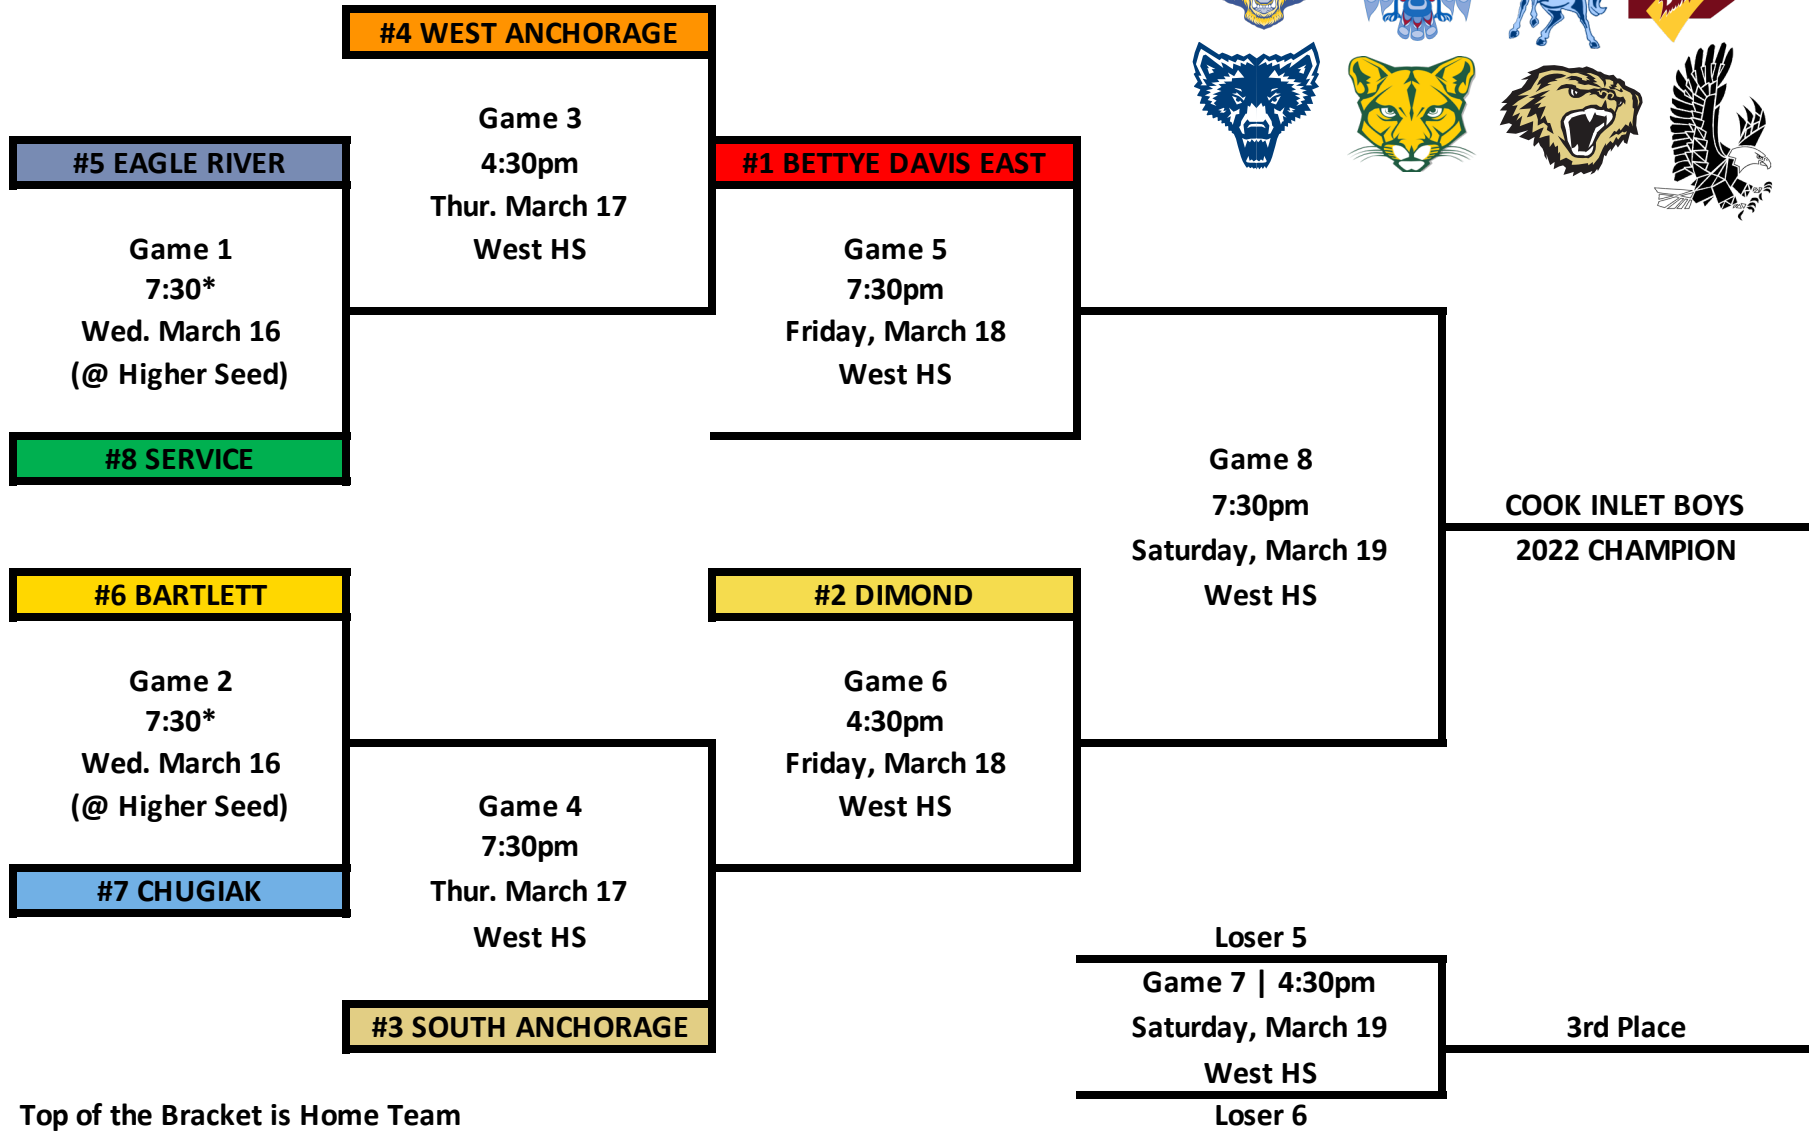 #4 WEST ANCHORAGE
Game 3
4:30pm
Thur. March 17
West HS
#5 EAGLE RIVER
Game 1
7:30*
Wed. March 16
(@ Higher Seed)
#8 SERVICE
#1 BETTYE DAVIS EAST
Game 5
7:30pm
Friday, March 18
West HS
#6 BARTLETT
Game 2
7:30*
Wed. March 16
(@ Higher Seed)
#7 CHUGIAK
Game 4
7:30pm
Thur. March 17
West HS
#3 SOUTH ANCHORAGE
#2 DIMOND
Game 6
4:30pm
Friday, March 18
West HS
Game 8
7:30pm
Saturday, March 19
West HS
COOK INLET BOYS
2022 CHAMPION
Loser 5
Game 7 | 4:30pm
Saturday, March 19
West HS
Loser 6
3rd Place
Top of the Bracket is Home Team